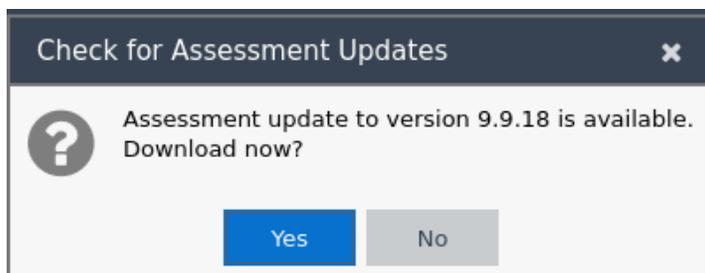 Check for Assessment Updates
Assessment update to version 9.9.18 is available.
Download now?
Yes No